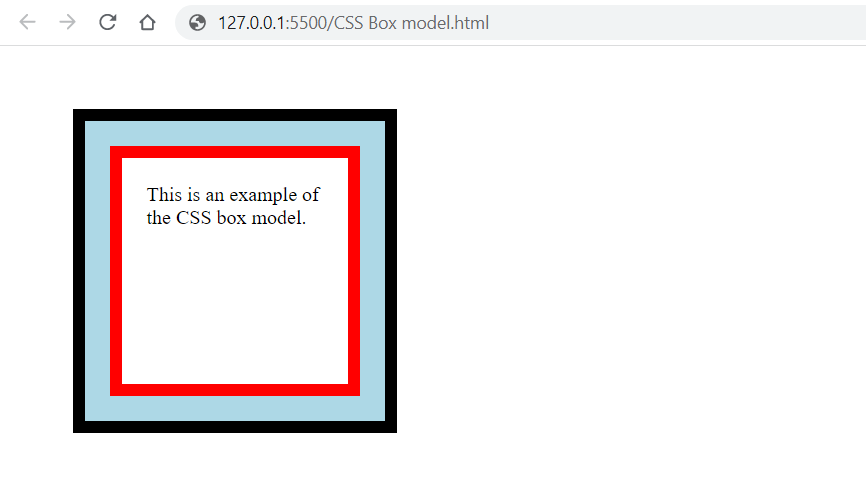 127.0.0.1:5500/CSS Box model.html
This is an example of
the CSS box model.